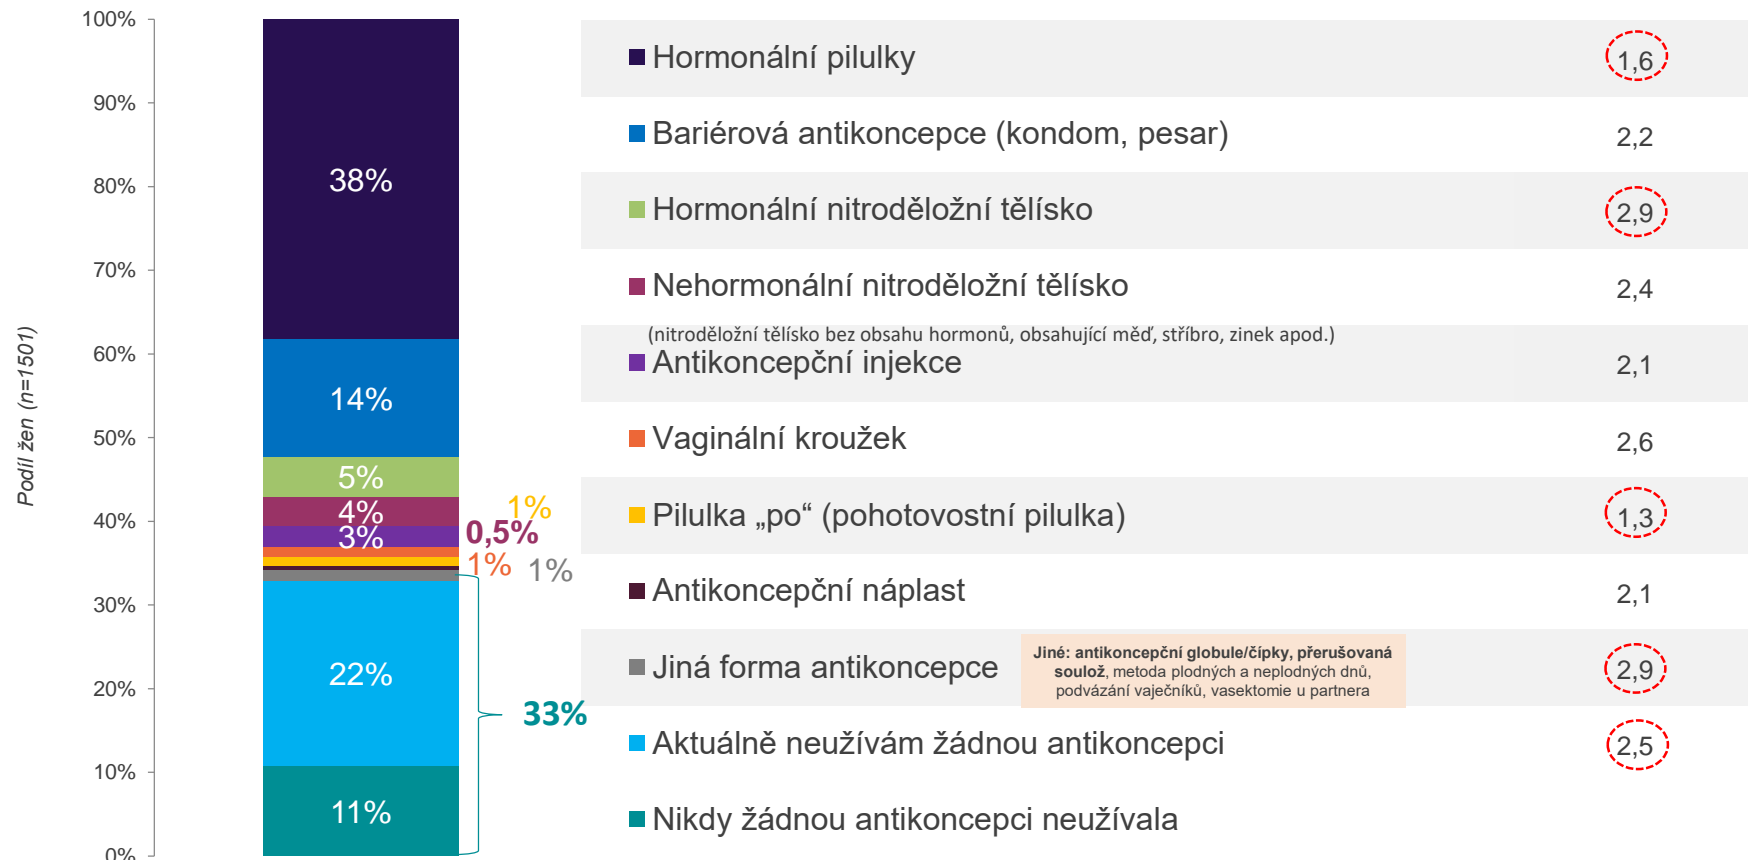 100%
90%
80%
70%
60%
50%
40%
30%
20%
10%
0%
Podíl žen (n=1501)
38%
14%
5%
4%
3%
1%
0,5%
1%
1%
22%
11%
33%
Hormonální pilulky 1,6
Bariérová antikoncepce (kondom, pesar) 2,2
Hormonální nitroděložní tělísko 2,9
Nehormonální nitroděložní tělísko 2,4
(nitroděložní tělísko bez obsahu hormonů, obsahující měď, stříbro, zinek apod.)
Antikoncepční injekce 2,1
Vaginální kroužek 2,6
Pilulka „po“ (pohotovostní pilulka) 1,3
Antikoncepční náplast 2,1
Jiná forma antikoncepce 2,9
Jiné: antikoncepční globule/čípky, přerušovaná
soulož, metoda plodných a neplodných dnů,
podvázání vaječníků, vasektomie u partnera
Aktuálně neužívám žádnou antikoncepci 2,5
Nikdy žádnou antikoncepci neužívala